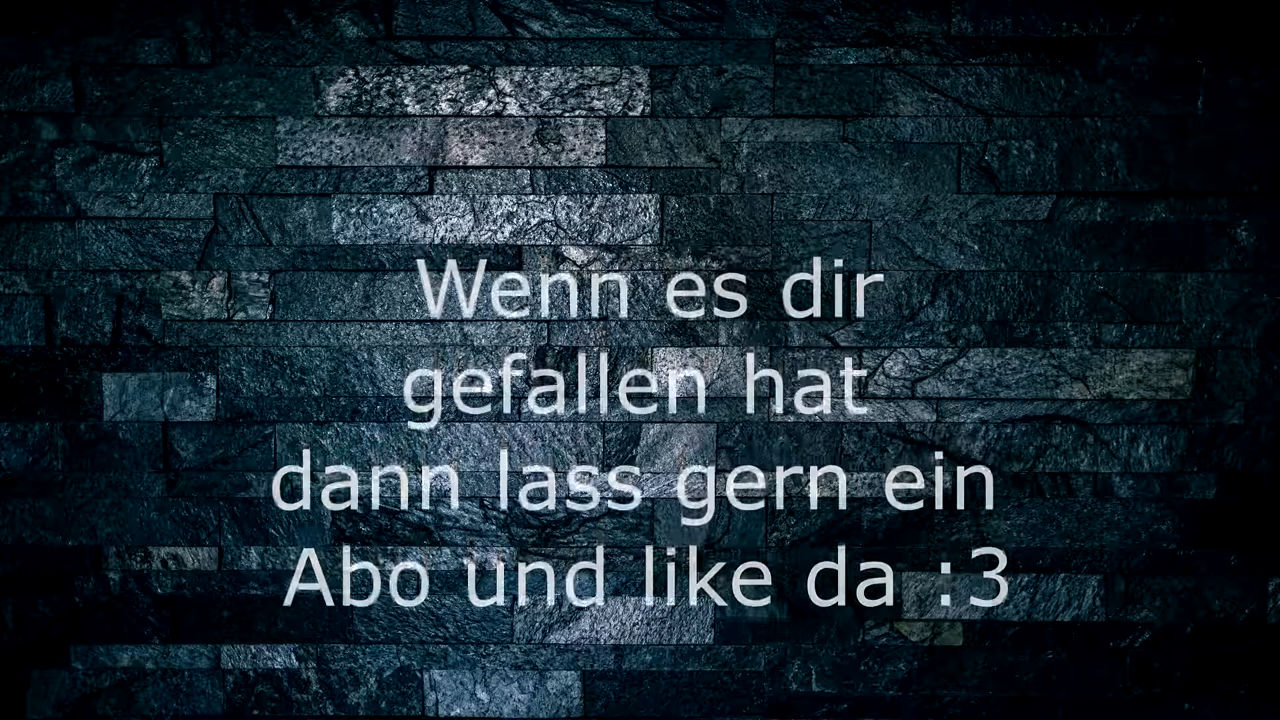 Wenn es dir
gefallen hat
dann lass gern ein
Abo und like da :3